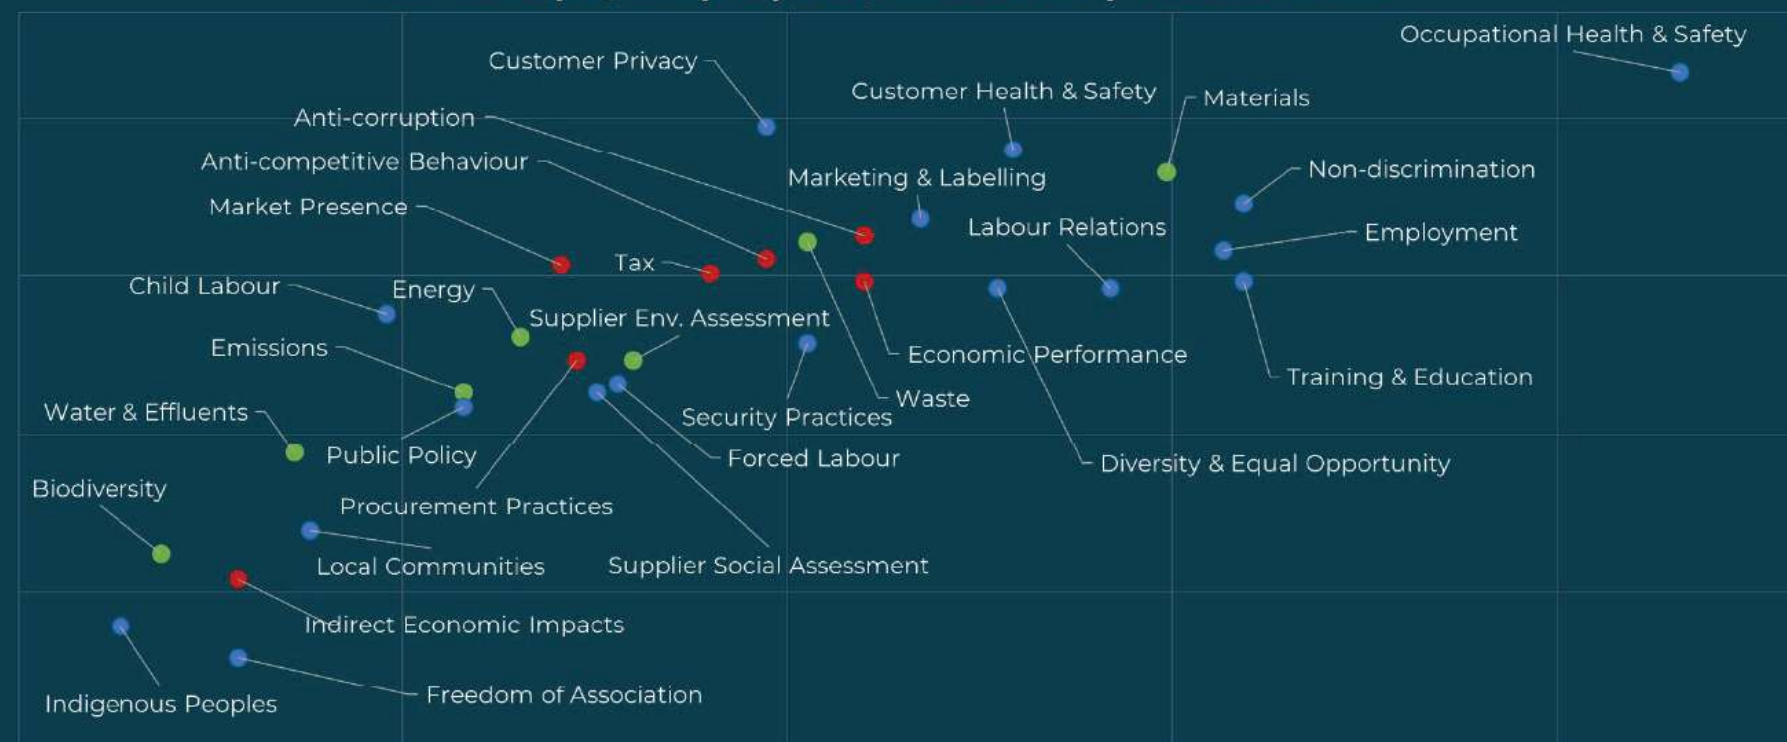 Occupational Health & Safety
Customer Privacy
Customer Health & Safety
Materials
Anti-corruption
Anti-competitive Behaviour
Non-discrimination
Marketing & Labelling
Market Presence
Labour Relations
Employment
Tax
Child Labour
Energy
Supplier Env. Assessment
Emissions
Economic Performance
Training & Education
Waste
Water & Effluents
Security Practices
Public Policy
Forced Labour
Diversity & Equal Opportunity
Biodiversity
Procurement Practices
Local Communities
Supplier Social Assessment
Indirect Economic Impacts
Freedom of Association
Indigenous Peoples